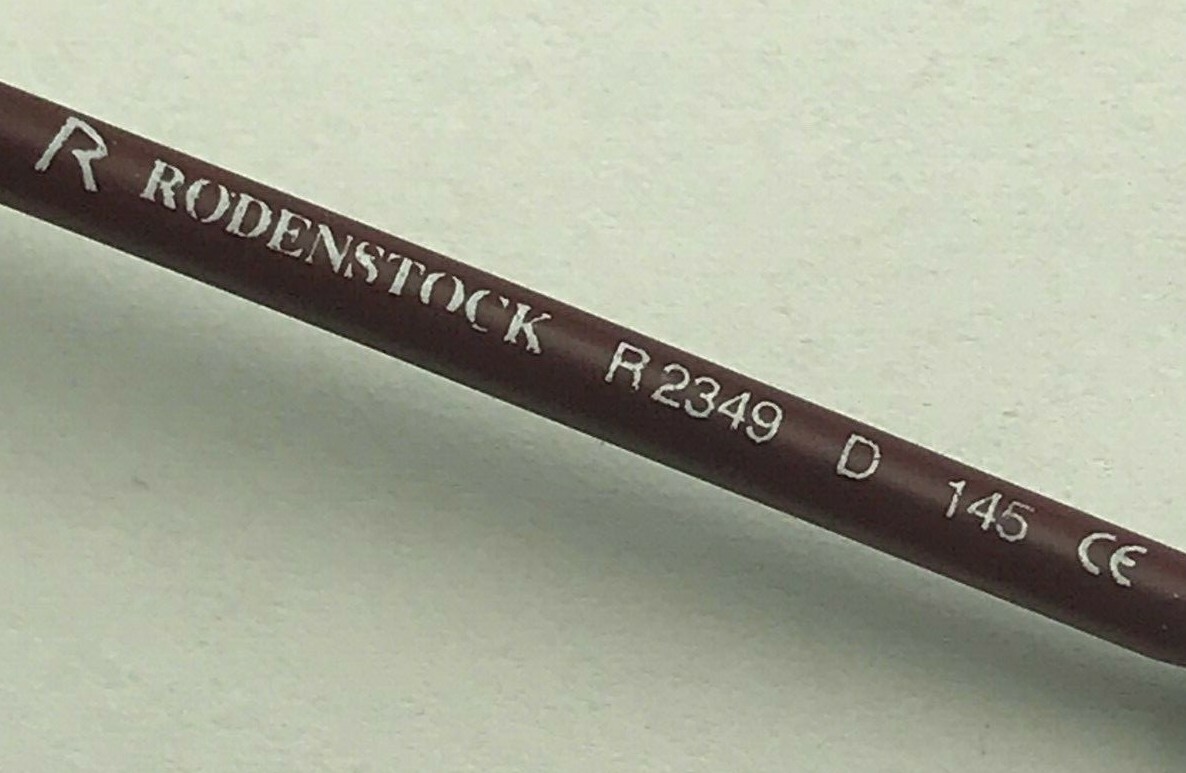 R RODENSTOCK R2349 D 145 CE